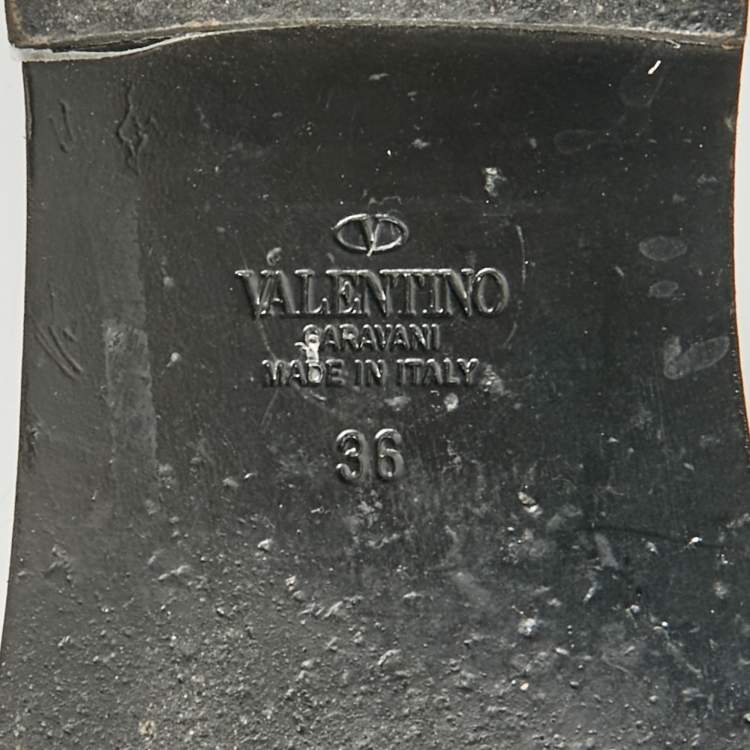 V
VALENTINO
GARAVANI
MADE IN ITALY
36